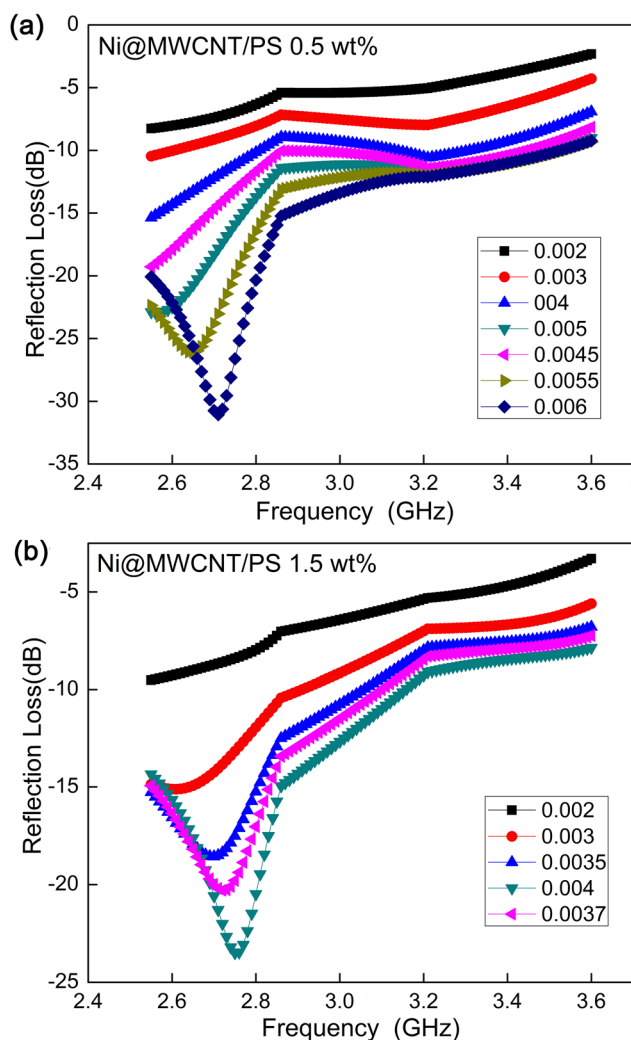 (a)
Ni@MWCNT/PS 0.5 wt%
0
-5
-10
-15
-20
-25
-30
-35
Reflection Loss(dB)
0.002
0.003
004
0.005
0.0045
0.0055
0.006
2.4 2.6 2.8 3.0 3.2 3.4 3.6
Frequency (GHz)
(b)
Ni@MWCNT/PS 1.5 wt%
-5
-10
-15
-20
-25
Reflection Loss(dB)
0.002
0.003
0.0035
0.004
0.0037
2.4 2.6 2.8 3.0 3.2 3.4 3.6
Frequency (GHz)